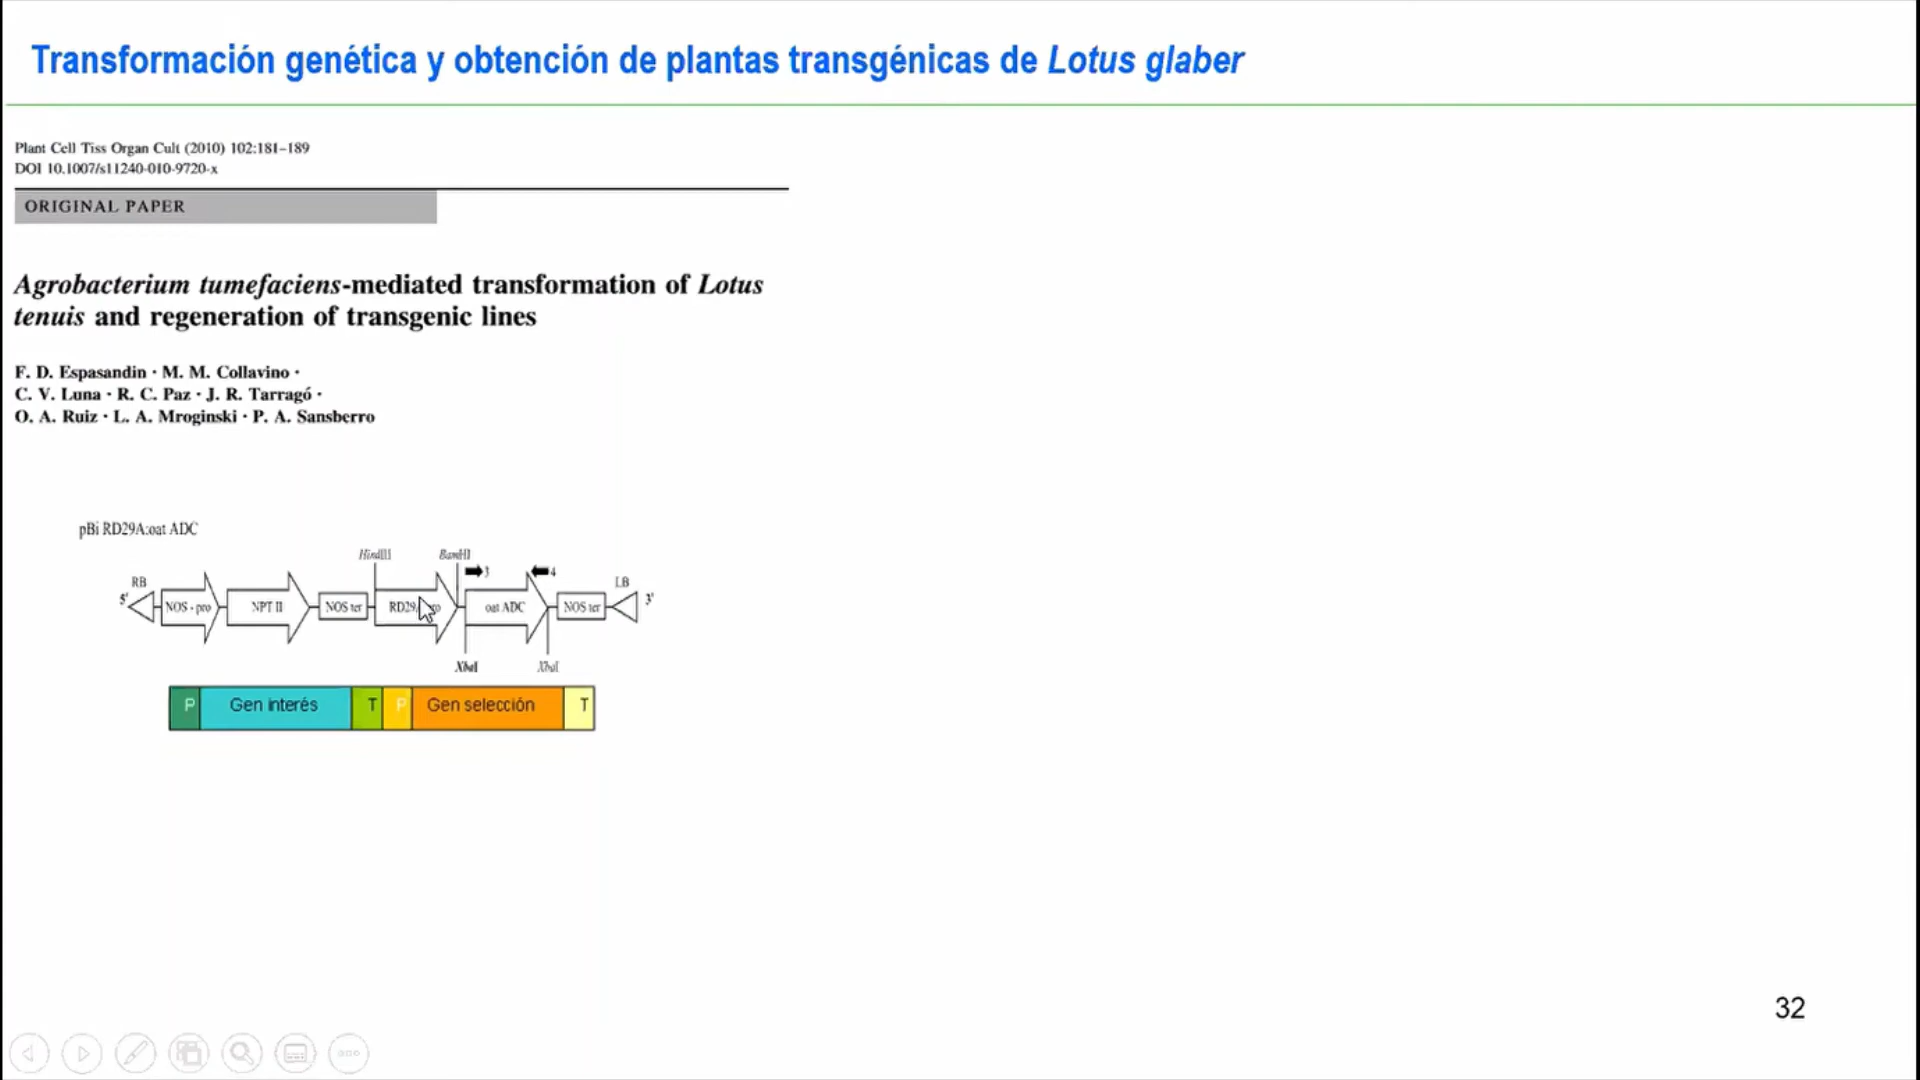 Transformación genética y obtención de plantas transgénicas de Lotus glaber
Plant Cell Tiss Organ Cult (2010) 102:181–189
DOI 10.1007/s11240-010-9720-x
ORIGINAL PAPER
Agrobacterium tumefaciens-mediated transformation of Lotus
tenuis and regeneration of transgenic lines
F. D. Espasandin · M. M. Collavino ·
C. V. Luna · R. C. Paz · J. R. Tarragó ·
O. A. Ruiz · L. A. Mroginski · P. A. Sansberro
pBi RD29A:oat ADC
HindIII BamHI
3 4
RB LB
5' 3'
NOS - pro NPT II NOS ter oat ADC NOS ter
XbaI XbaI
P Gen interés T P Gen selección T
32